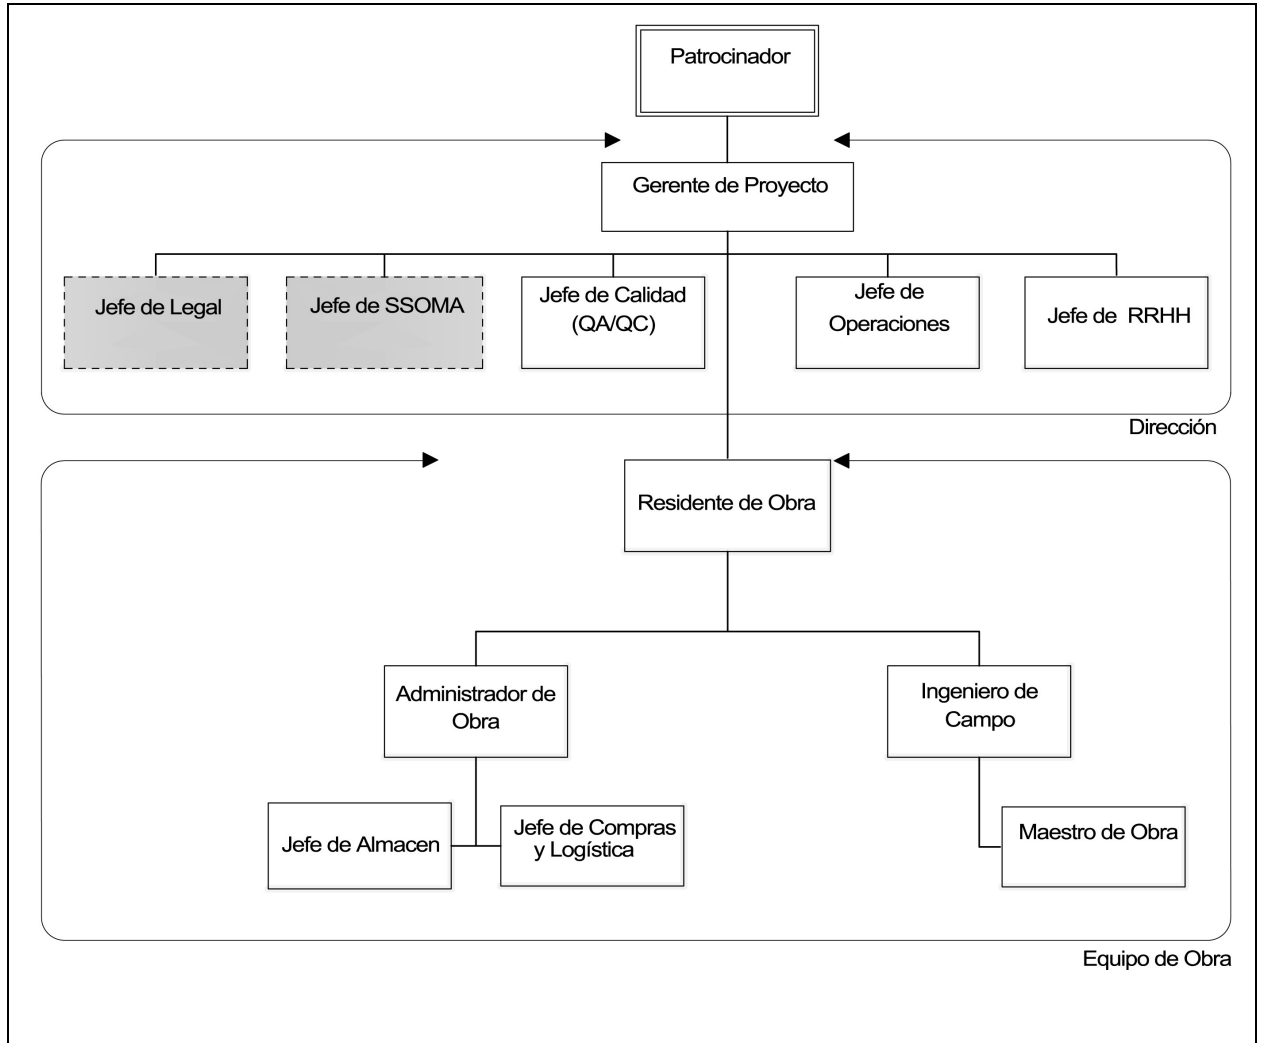 Patrocinador
Gerente de Proyecto
Jefe de Legal
Jefe de SSOMA
Jefe de Calidad
(QA/QC)
Jefe de
Operaciones
Jefe de RRHH
Dirección
Residente de Obra
Administrador de
Obra
Ingeniero de
Campo
Jefe de Almacen
Jefe de Compras
y Logística
Maestro de Obra
Equipo de Obra